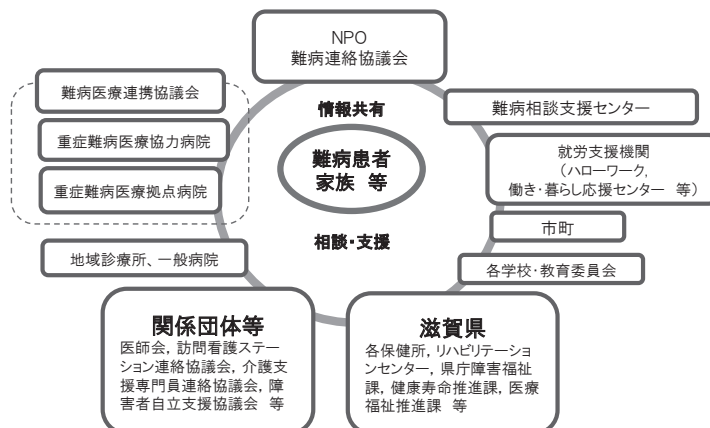 NPO
難病連絡協議会
難病医療連携協議会
重症難病医療協力病院
重症難病医療拠点病院
地域診療所、一般病院
情報共有
難病患者
家族 等
相談・支援
難病相談支援センター
就労支援機関
（ハローワーク,
働き・暮らし応援センター 等）
市町
各学校・教育委員会
関係団体等
医師会, 訪問看護ステー
ション連絡協議会, 介護支
援専門員連絡協議会, 障
害者自立支援協議会 等
滋賀県
各保健所, リハビリテーショ
ンセンター, 県庁障害福祉
課, 健康寿命推進課, 医療
福祉推進課 等